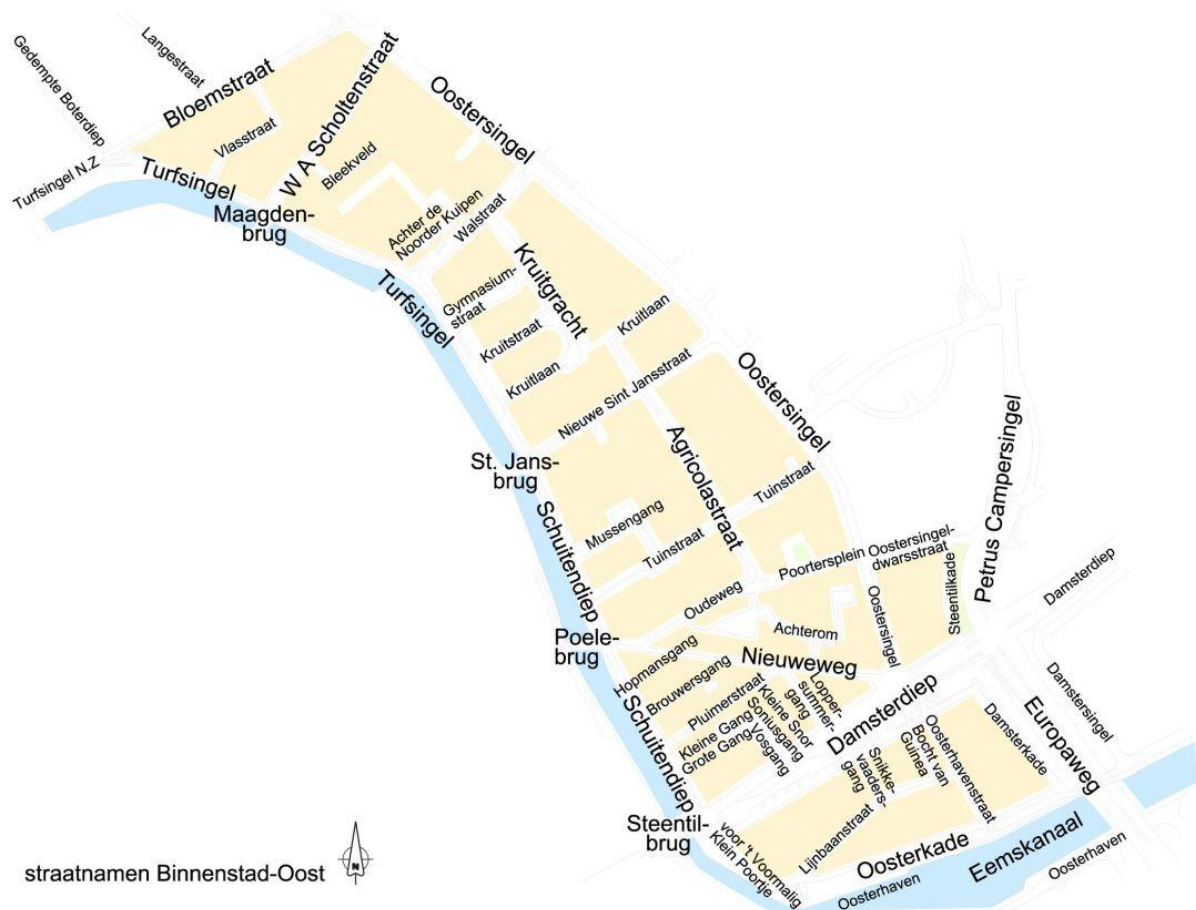 Gedempte Boterdiep
Langestraat
Bloemstraat
W A Scholtenstraat
Oostersingel
Vlasstraat
Turfsingel N.Z
Turfsingel
Bleekveld
Maagden-
brug
Achter de
Noorder Kuipen
Walstraat
Turfsingel
Gymnasium-
straat
Kruitgracht
Kruitstraat
Kruitlaan
Kruitlaan
Nieuwe Sint Jansstraat
Oostersingel
St. Jans-
brug
Agricolastraat
Petrus Campersingel
Schuitendiep
Mussengang
Tuinstraat
Tuinstraat
Poortersplein
Oostersingel-
dwarsstraat
Steentilkade
Damsterdiep
Oudeweg
Oostersingel
Achterom
Poele-
brug
Nieuweweg
Hopmansgang
Brouwersgang
Schuitendiep
Pluimerstraat
Kleine Gang
Grote Gang
Lopper-
summer-
gang
Kleine Snor
Soniusgang
Vosgang
Damsterdiep
Damstersingel
Europaweg
Damsterkade
Oosterhavenstraat
Bocht van
Guinea
Snikke-
vaaders-
gang
Steentil-
brug
voor 't Voormalig
Klein Poortje
Lijnbaanstraat
Oosterkade
Oosterhaven
Eemskanaal
Oosterhaven
straatnamen Binnenstad-Oost
N